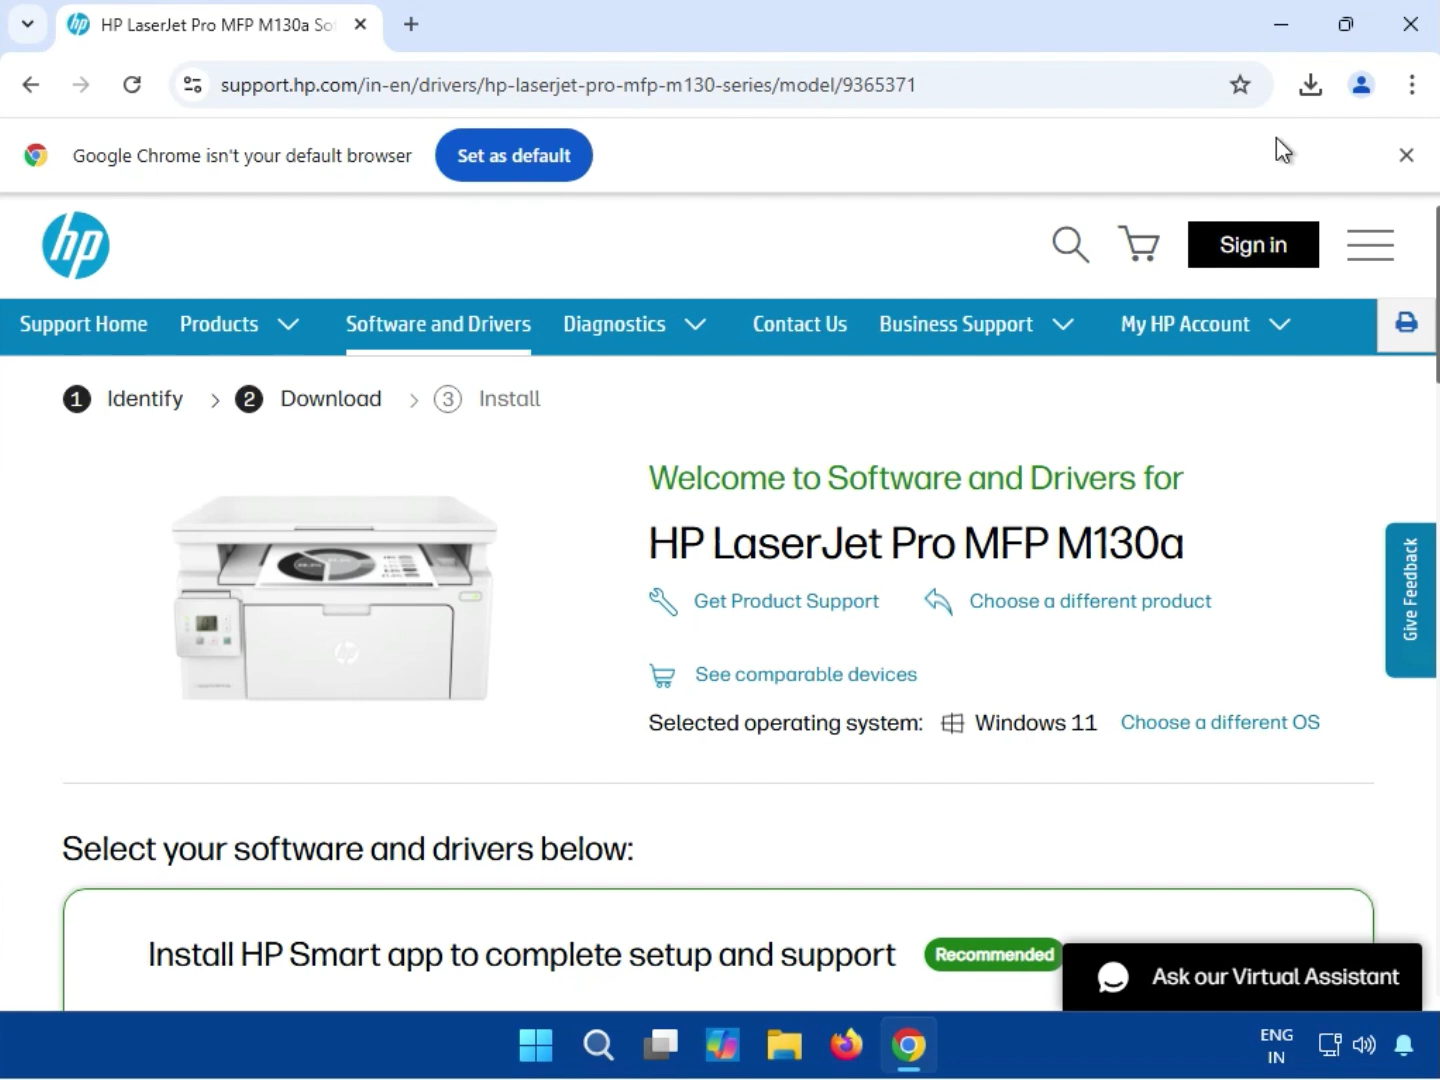 HP LaserJet Pro MFP M130a So
support.hp.com/in-en/drivers/hp-laserjet-pro-mfp-m130-series/model/9365371
Google Chrome isn't your default browser Set as default
hp Sign in
Support Home Products Software and Drivers Diagnostics Contact Us Business Support My HP Account
1 Identify > 2 Download > 3 Install
Welcome to Software and Drivers for
HP LaserJet Pro MFP M130a
Get Product Support Choose a different product
See comparable devices
Selected operating system: Windows 11 Choose a different OS
Give Feedback
Select your software and drivers below:
Install HP Smart app to complete setup and support Recommended
Ask our Virtual Assistant
ENG
IN